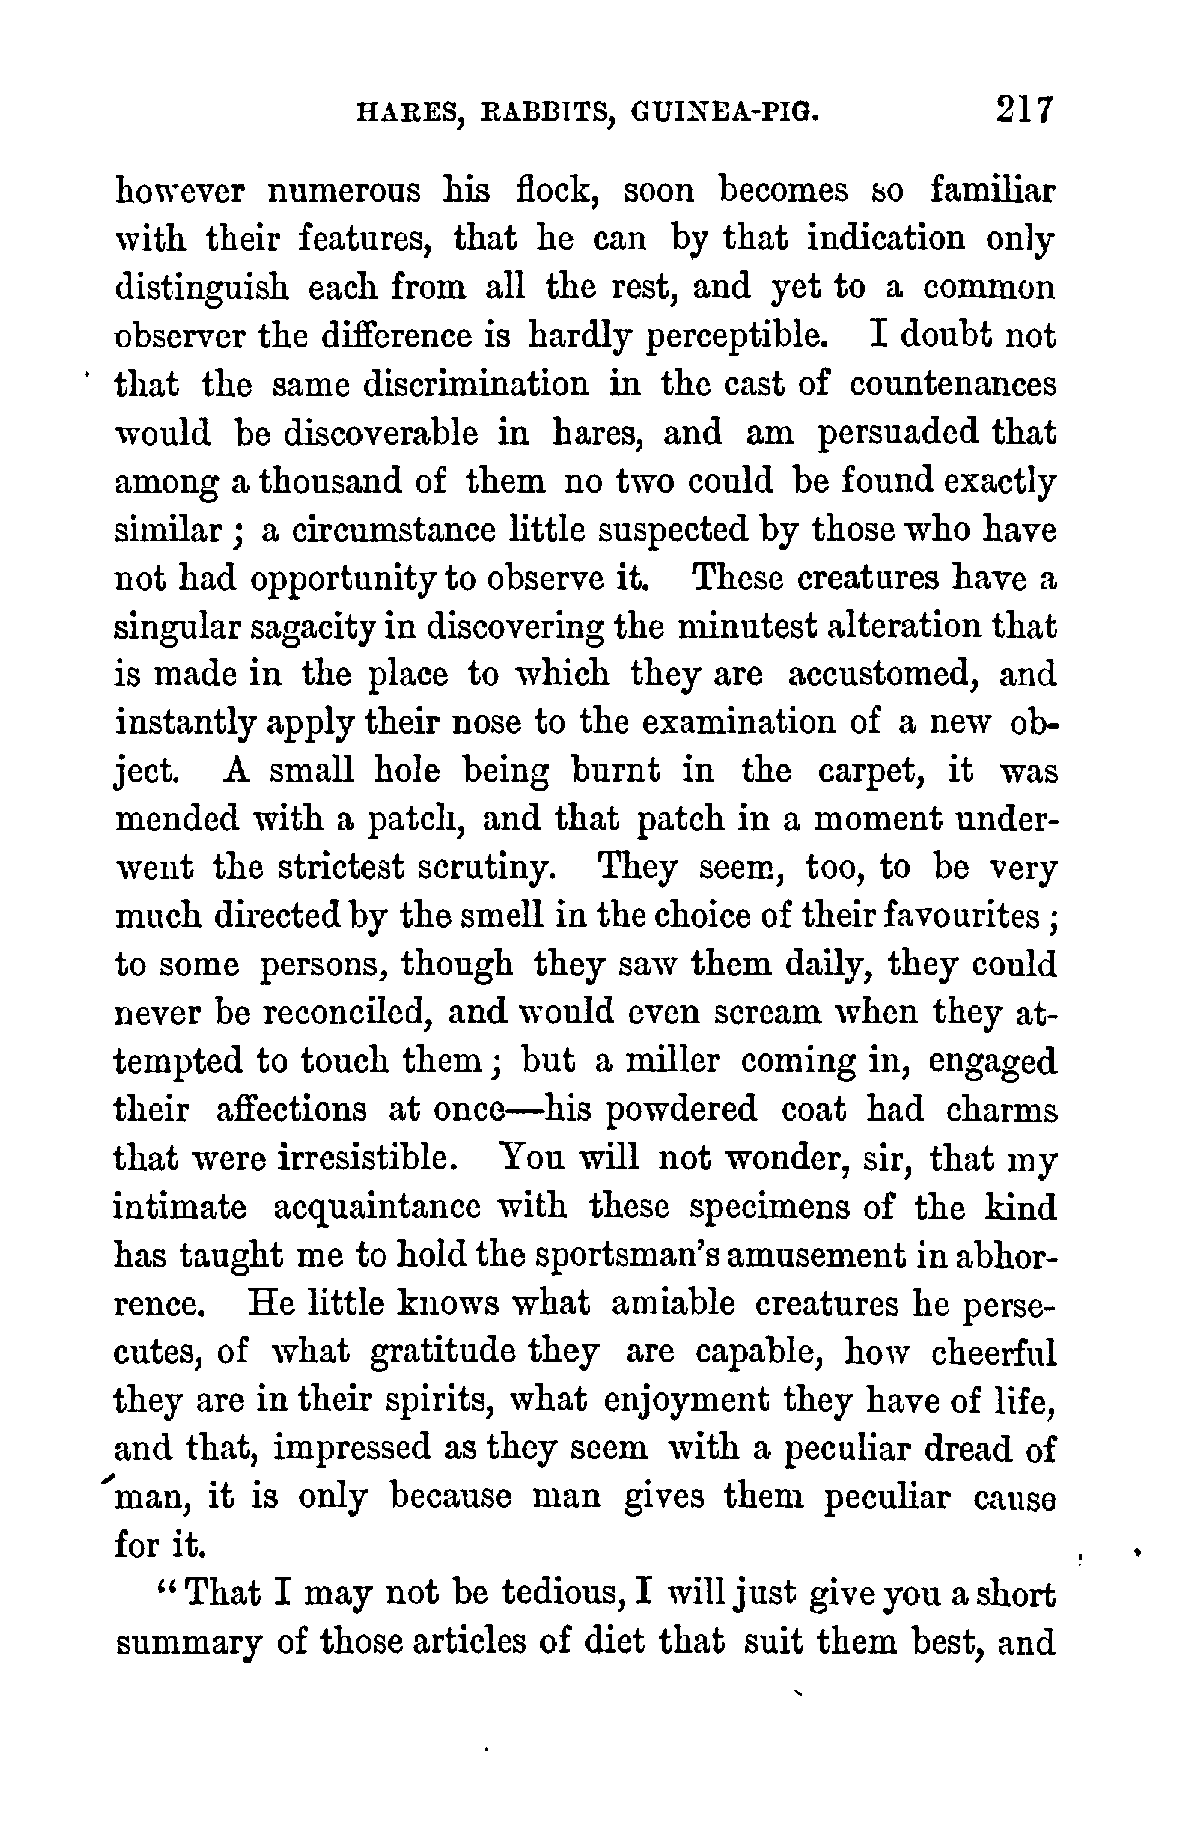 HARES, RABBITS, GUINEA-PIG. 217
however numerous his flock, soon becomes so familiar
with their features, that he can by that indication only
distinguish each from all the rest, and yet to a common
observer the difference is hardly perceptible. I doubt not
that the same discrimination in the cast of countenances
would be discoverable in hares, and am persuaded that
among a thousand of them no two could be found exactly
similar ; a circumstance little suspected by those who have
not had opportunity to observe it. These creatures have a
singular sagacity in discovering the minutest alteration that
is made in the place to which they are accustomed, and
instantly apply their nose to the examination of a new ob-
ject. A small hole being burnt in the carpet, it was
mended with a patch, and that patch in a moment under-
went the strictest scrutiny. They seem, too, to be very
much directed by the smell in the choice of their favourites ;
to some persons, though they saw them daily, they could
never be reconciled, and would even scream when they at-
tempted to touch them ; but a miller coming in, engaged
their affections at once—his powdered coat had charms
that were irresistible. You will not wonder, sir, that my
intimate acquaintance with these specimens of the kind
has taught me to hold the sportsman's amusement in abhor-
rence. He little knows what amiable creatures he perse-
cutes, of what gratitude they are capable, how cheerful
they are in their spirits, what enjoyment they have of life,
and that, impressed as they seem with a peculiar dread of
man, it is only because man gives them peculiar cause
for it.
"That I may not be tedious, I will just give you a short
summary of those articles of diet that suit them best, and